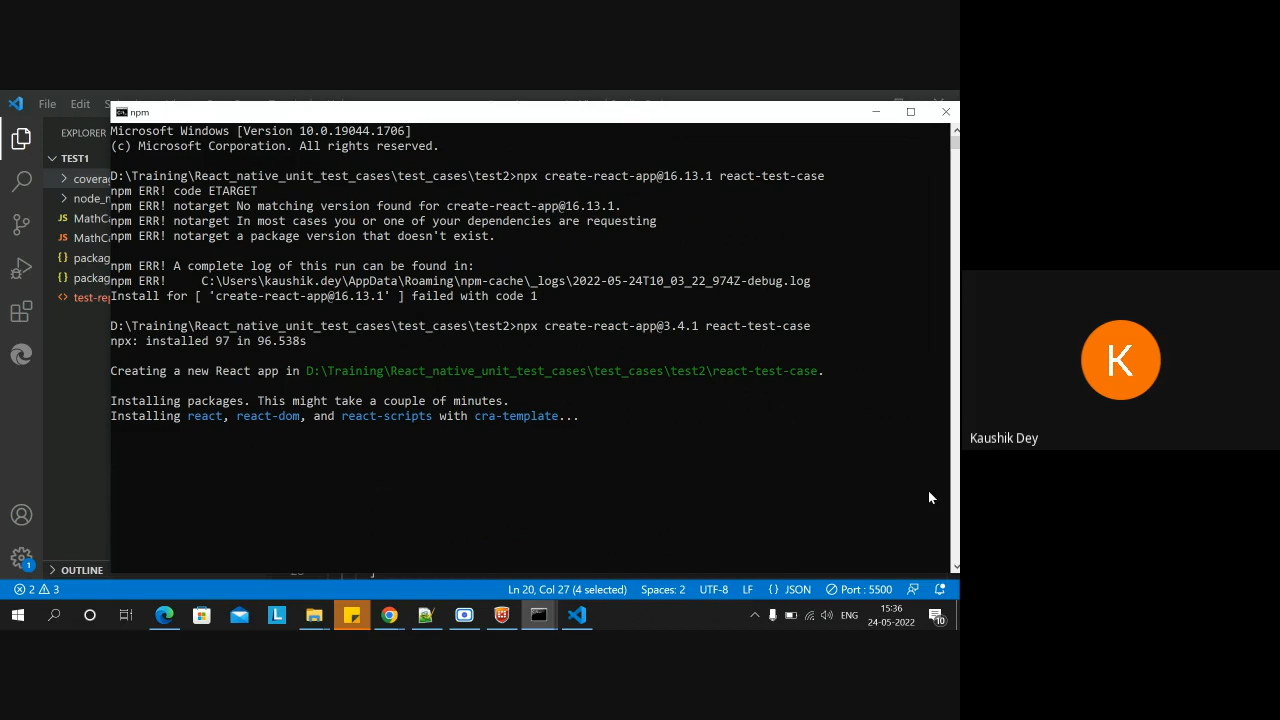 File
Edit
npm
EXPLORER
TEST1
coverag
node_m
MathCa
MathCa
packag
packag
test-rep
OUTLINE
Microsoft Windows [Version 10.0.19044.1706]
(c) Microsoft Corporation. All rights reserved.
D:\Training\React_native_unit_test_cases\test_cases\test2>npx create-react-app@16.13.1 react-test-case
npm ERR! code ETARGET
npm ERR! notarget No matching version found for create-react-app@16.13.1.
npm ERR! notarget In most cases you or one of your dependencies are requesting
npm ERR! notarget a package version that doesn't exist.
npm ERR! A complete log of this run can be found in:
npm ERR!     C:\Users\kaushik.dey\AppData\Roaming\npm-cache\_logs\2022-05-24T10_03_22_974Z-debug.log
Install for [ 'create-react-app@16.13.1' ] failed with code 1
D:\Training\React_native_unit_test_cases\test_cases\test2>npx create-react-app@3.4.1 react-test-case
npx: installed 97 in 96.538s
Creating a new React app in D:\Training\React_native_unit_test_cases\test_cases\test2\react-test-case.
Installing packages. This might take a couple of minutes.
Installing react, react-dom, and react-scripts with cra-template...
K
Kaushik Dey
1
2 3 Ln 20, Col 27 (4 selected) Spaces: 2 UTF-8 LF {} JSON Port : 5500
L
ENG
15:36
24-05-2022
10